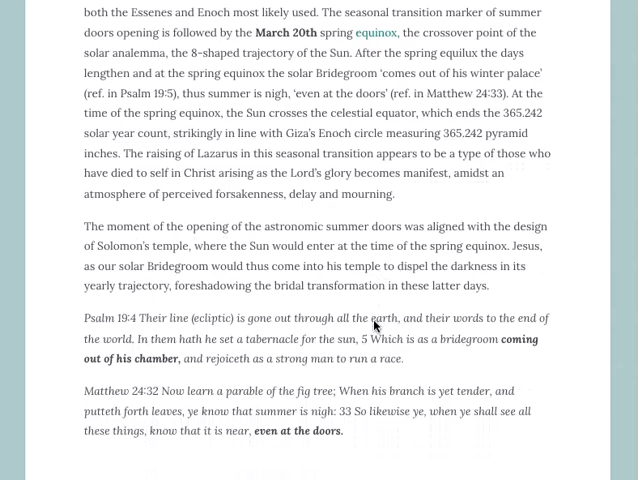 both the Essenes and Enoch most likely used. The seasonal transition marker of summer
doors opening is followed by the March 20th spring equinox, the crossover point of the
solar analemma, the 8-shaped trajectory of the Sun. After the spring equilux the days
lengthen and at the spring equinox the solar Bridegroom ‘comes out of his winter palace’
(ref. in Psalm 19:5), thus summer is nigh, ‘even at the doors’ (ref. in Matthew 24:33). At the
time of the spring equinox, the Sun crosses the celestial equator, which ends the 365.242
solar year count, strikingly in line with Giza’s Enoch circle measuring 365.242 pyramid
inches. The raising of Lazarus in this seasonal transition appears to be a type of those who
have died to self in Christ arising as the Lord’s glory becomes manifest, amidst an
atmosphere of perceived forsakenness, delay and mourning.
The moment of the opening of the astronomic summer doors was aligned with the design
of Solomon’s temple, where the Sun would enter at the time of the spring equinox. Jesus,
as our solar Bridegroom would thus come into his temple to dispel the darkness in its
yearly trajectory, foreshadowing the bridal transformation in these latter days.
Psalm 19:4 Their line (ecliptic) is gone out through all the earth, and their words to the end of
the world. In them hath he set a tabernacle for the sun, 5 Which is as a bridegroom coming
out of his chamber, and rejoiceth as a strong man to run a race.
Matthew 24:32 Now learn a parable of the fig tree; When his branch is yet tender, and
putteth forth leaves, ye know that summer is nigh: 33 So likewise ye, when ye shall see all
these things, know that it is near, even at the doors.